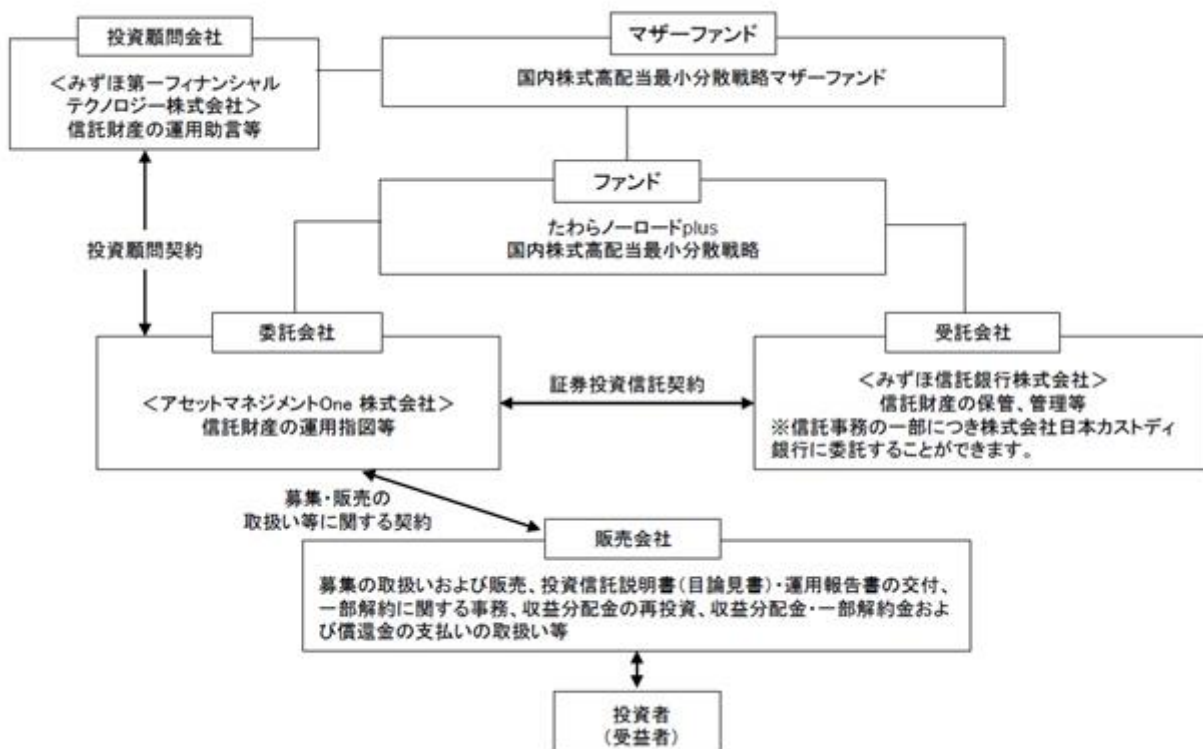 投資顧問会社
<みずほ第一フィナンシャル
テクノロジー株式会社>
信託財産の運用助言等
マザーファンド
国内株式高配当最小分散戦略マザーファンド
ファンド
たわらノーロードplus
国内株式高配当最小分散戦略
投資顧問契約
委託会社
<アセットマネジメントOne 株式会社>
信託財産の運用指図等
証券投資信託契約
受託会社
<みずほ信託銀行株式会社>
信託財産の保管、管理等
※信託事務の一部につき株式会社日本カストディ
銀行に委託することができます。
募集・販売の
取扱い等に関する契約
販売会社
募集の取扱いおよび販売、投資信託説明書(目論見書)・運用報告書の交付、
一部解約に関する事務、収益分配金の再投資、収益分配金・一部解約金およ
び償還金の支払いの取扱い等
投資者
(受益者)